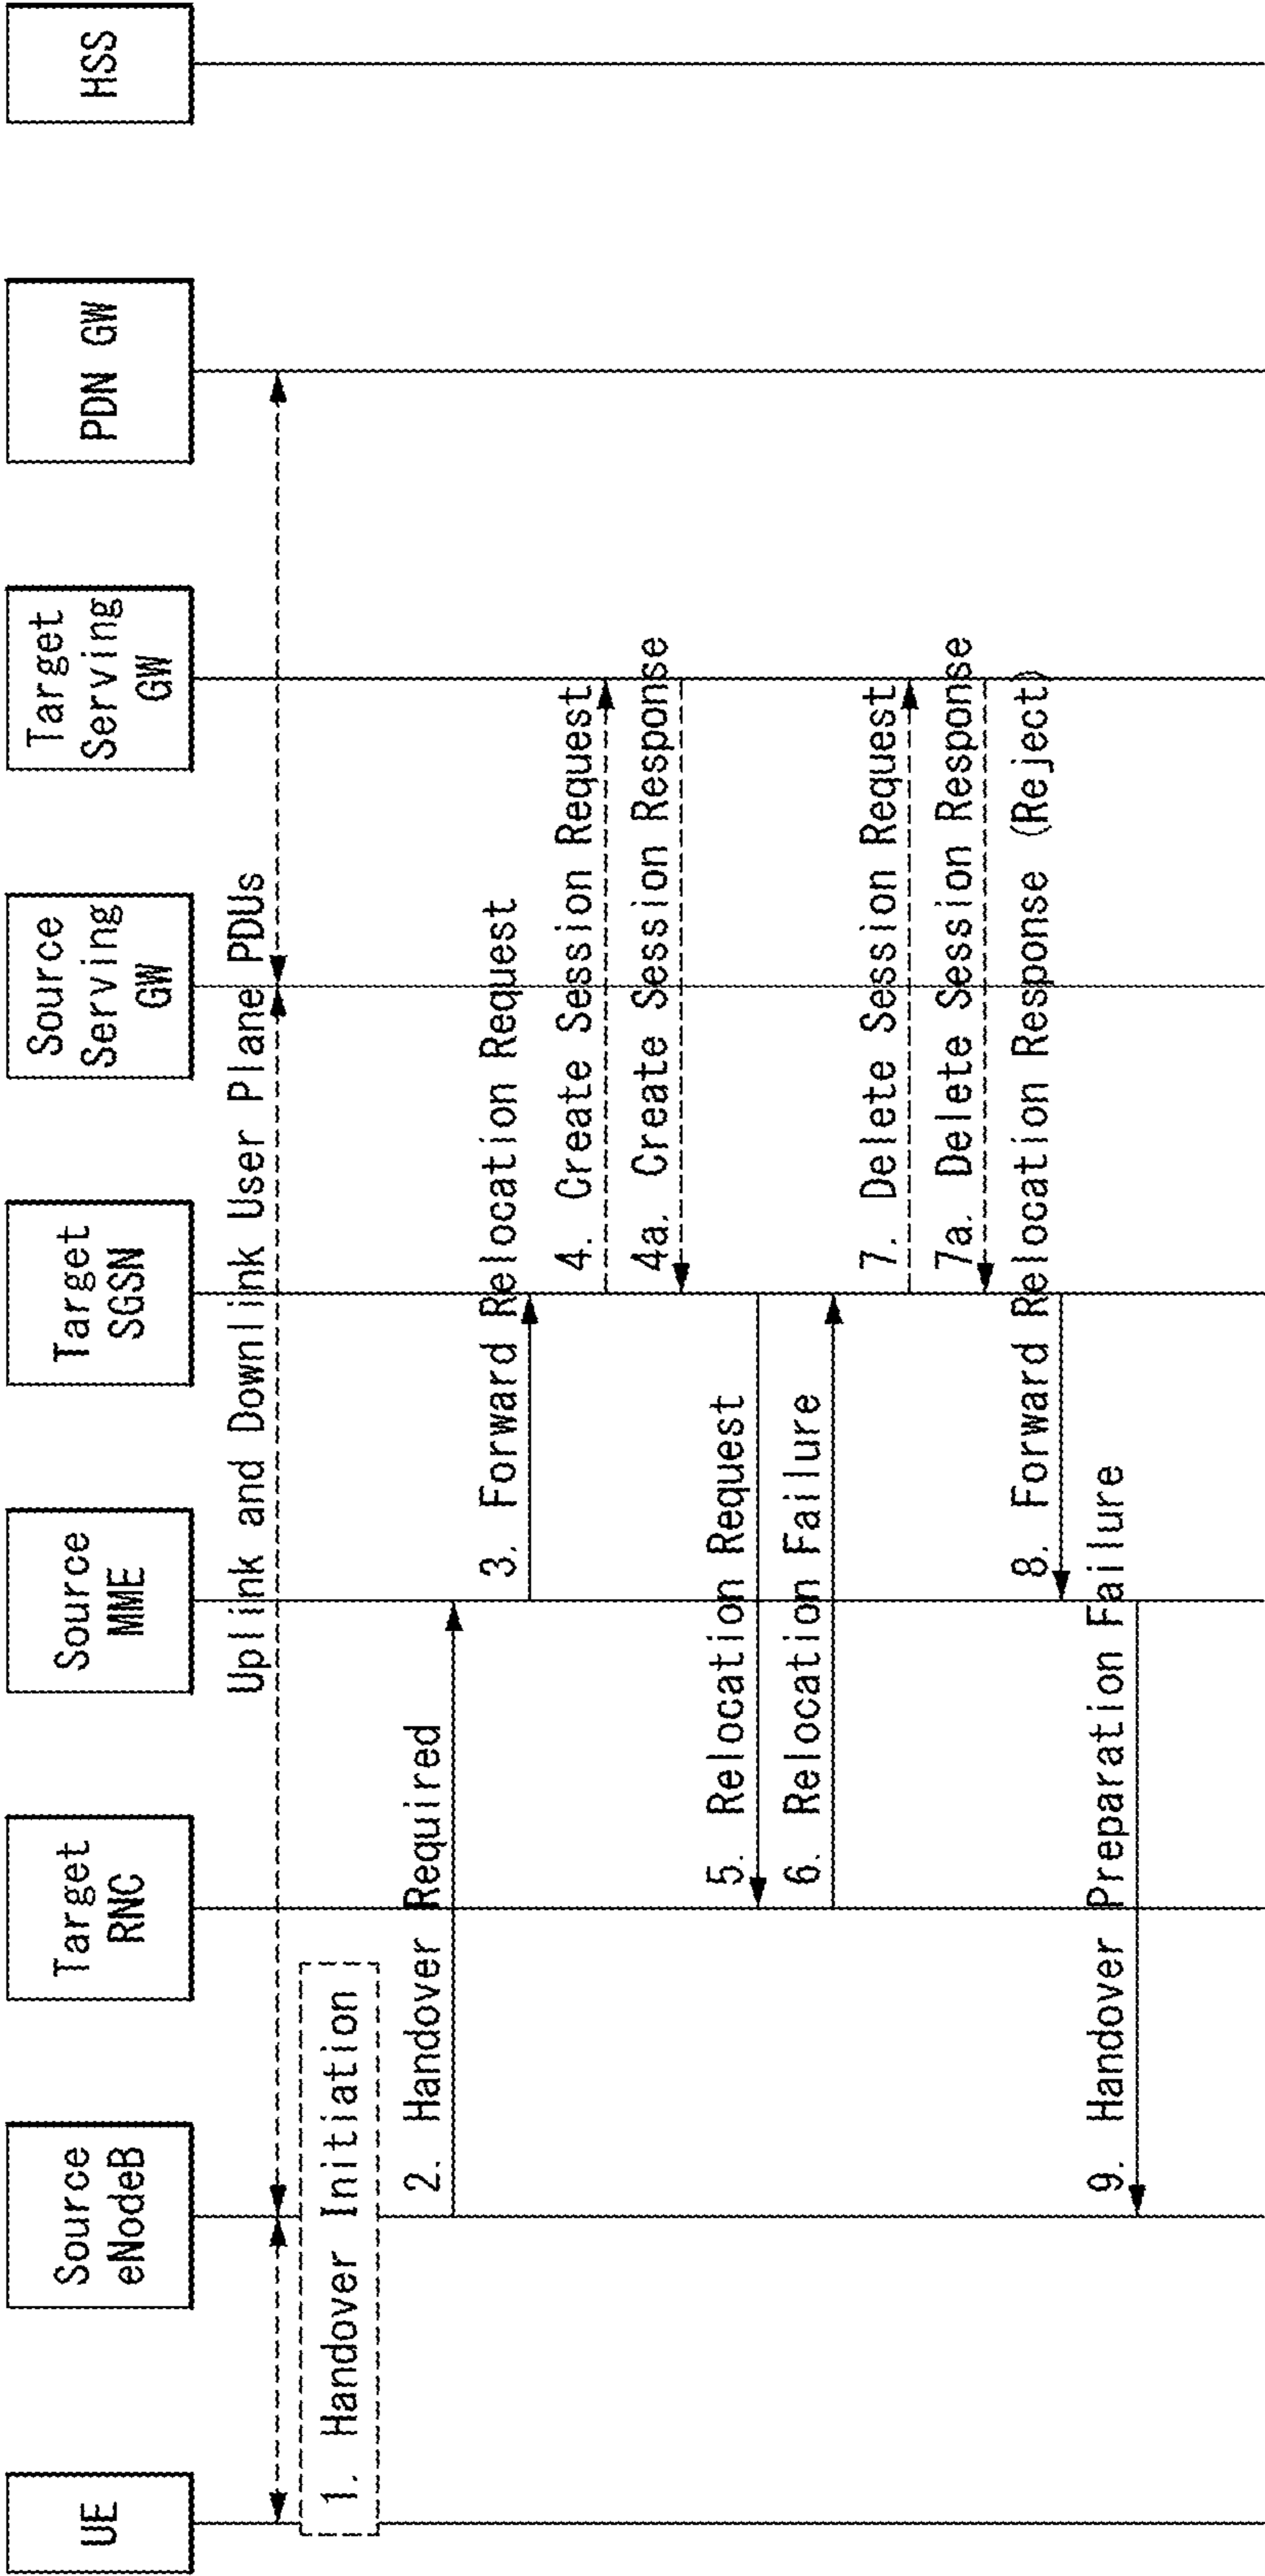 UE
Source
eNodeB
Target
RNC
Source
MME
Target
SGSN
Source
Serving
GW
Target
Serving
GW
PDN GW
HSS
Uplink and Downlink User Plane PDUs
1. Handover Initiation
2. Handover Required
3. Forward Relocation Request
4. Create Session Request
4a. Create Session Response
5. Relocation Request
6. Relocation Failure
7. Delete Session Request
7a. Delete Session Response
8. Forward Relocation Response (Reject)
9. Handover Preparation Failure